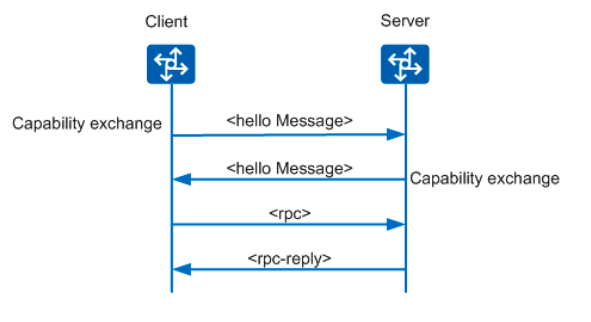 Client
Server
Capability exchange
<hello Message>
<hello Message>
Capability exchange
<rpc>
<rpc-reply>